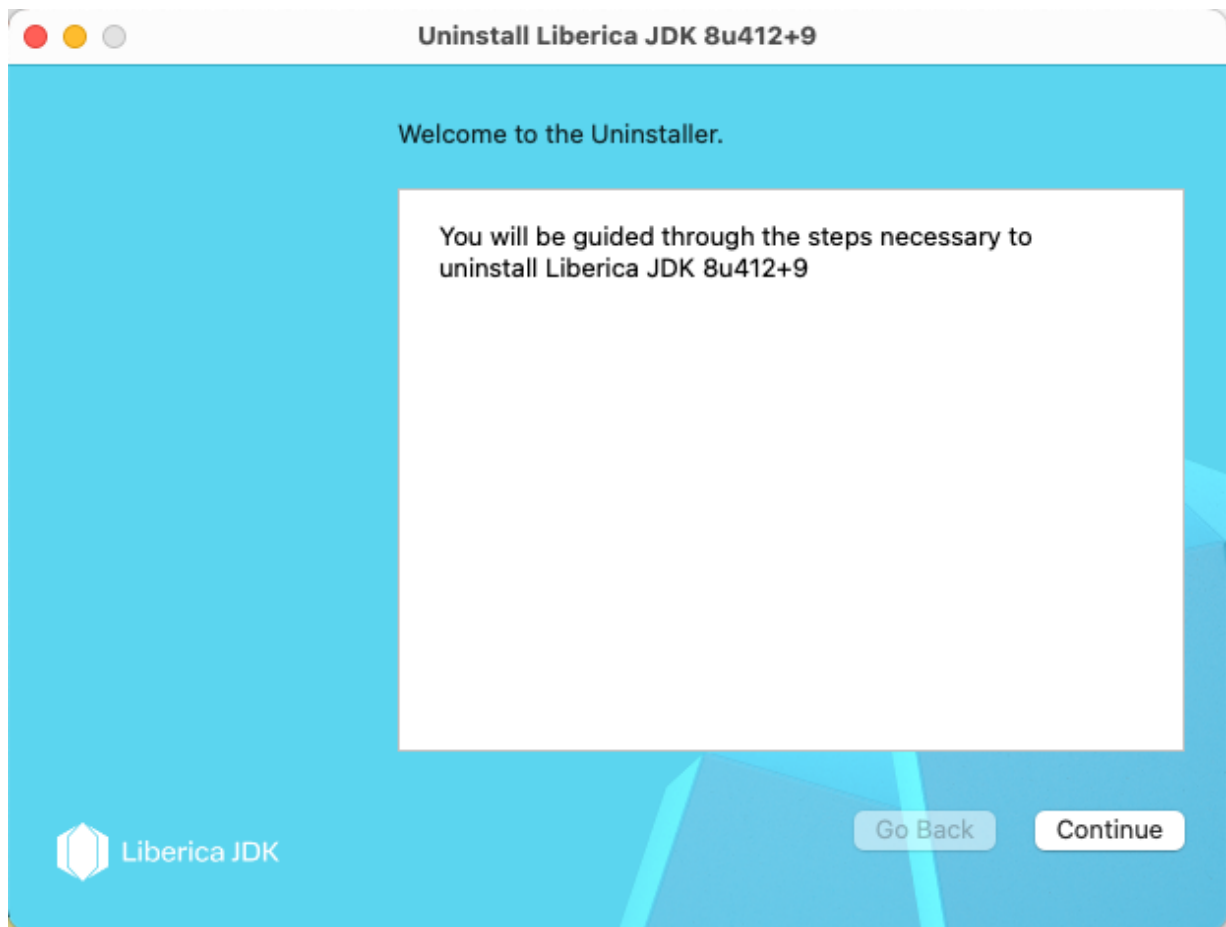 Uninstall Liberica JDK 8u412+9
Welcome to the Uninstaller.
You will be guided through the steps necessary to
uninstall Liberica JDK 8u412+9
Go Back
Continue
Liberica JDK